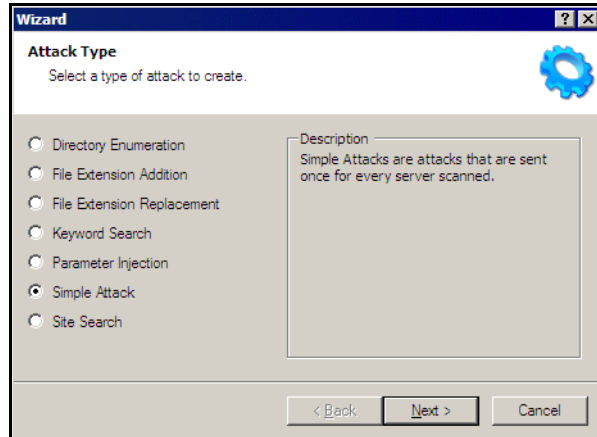 Wizard
Attack Type
Select a type of attack to create.
Directory Enumeration
File Extension Addition
File Extension Replacement
Keyword Search
Parameter Injection
Simple Attack
Site Search
Description
Simple Attacks are attacks that are sent
once for every server scanned.
< Back
Next >
Cancel